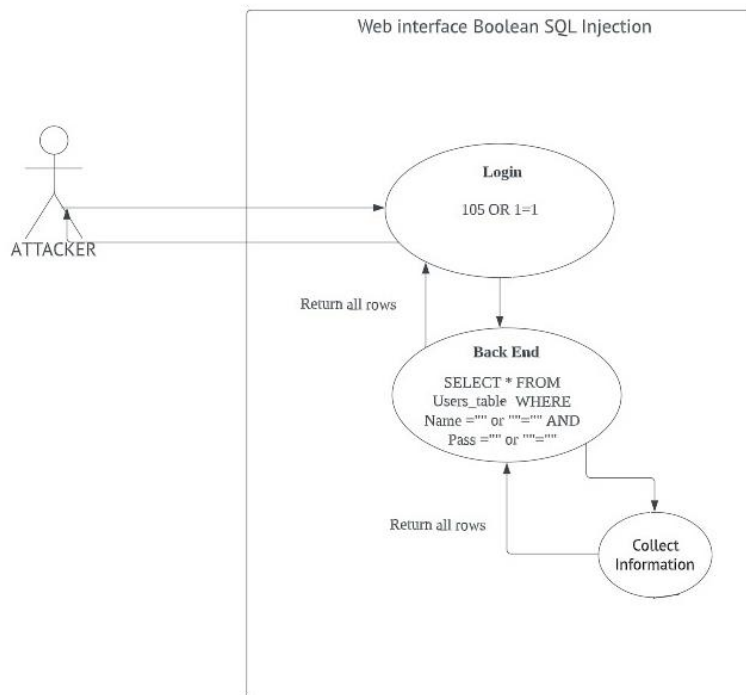 Web interface Boolean SQL Injection
Login
105 OR 1=1
ATTACKER
Return all rows
Back End
SELECT * FROM
Users_table WHERE
Name ="" or ""="" AND
Pass ="" or ""=""
Return all rows
Collect
Information